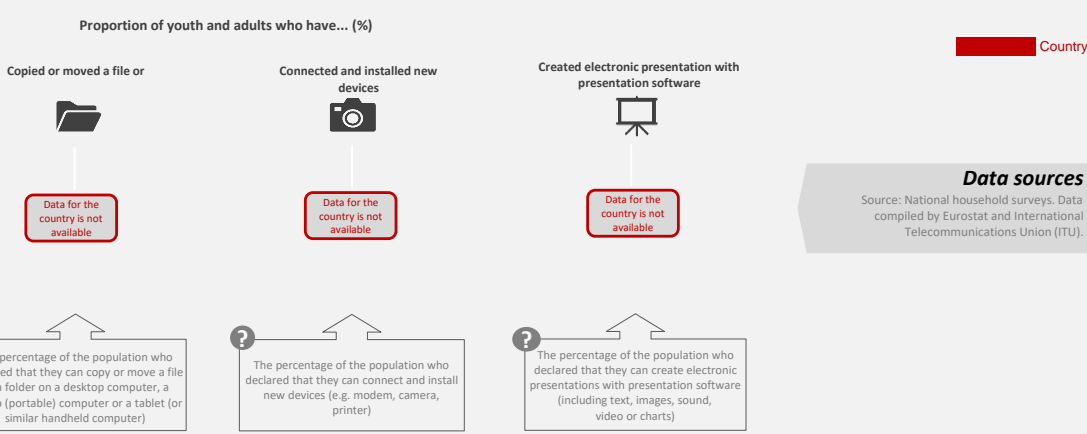 Proportion of youth and adults who have... (%)
Country
Copied or moved a file or
Connected and installed new
devices
Created electronic presentation with
presentation software
Data for the
country is not
available
Data for the
country is not
available
Data for the
country is not
available
Data sources
Source: National household surveys. Data
compiled by Eurostat and International
Telecommunications Union (ITU).
percentage of the population who
ed that they can copy or move a file
folder on a desktop computer, a
(portable) computer or a tablet (or
similar handheld computer)
?
The percentage of the population who
declared that they can connect and install
new devices (e.g. modem, camera,
printer)
?
The percentage of the population who
declared that they can create electronic
presentations with presentation software
(including text, images, sound,
video or charts)